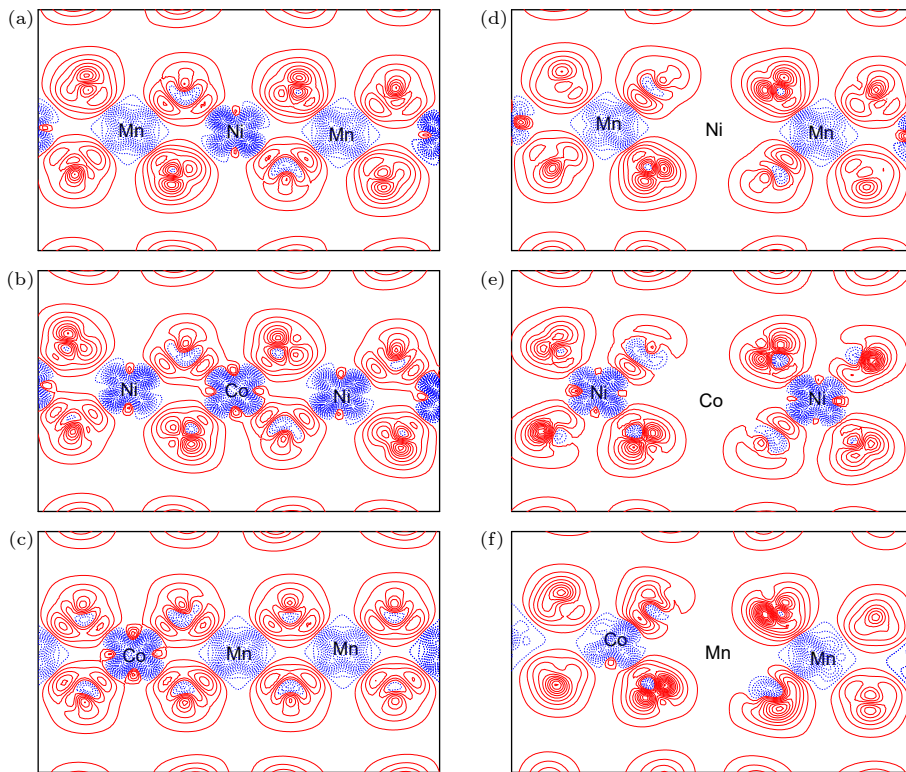 (a)
Mn Ni Mn
(d)
Mn Ni Mn
(b)
Ni Co Ni
(e)
Ni Co Ni
(c)
Co Mn Mn
(f)
Co Mn Mn